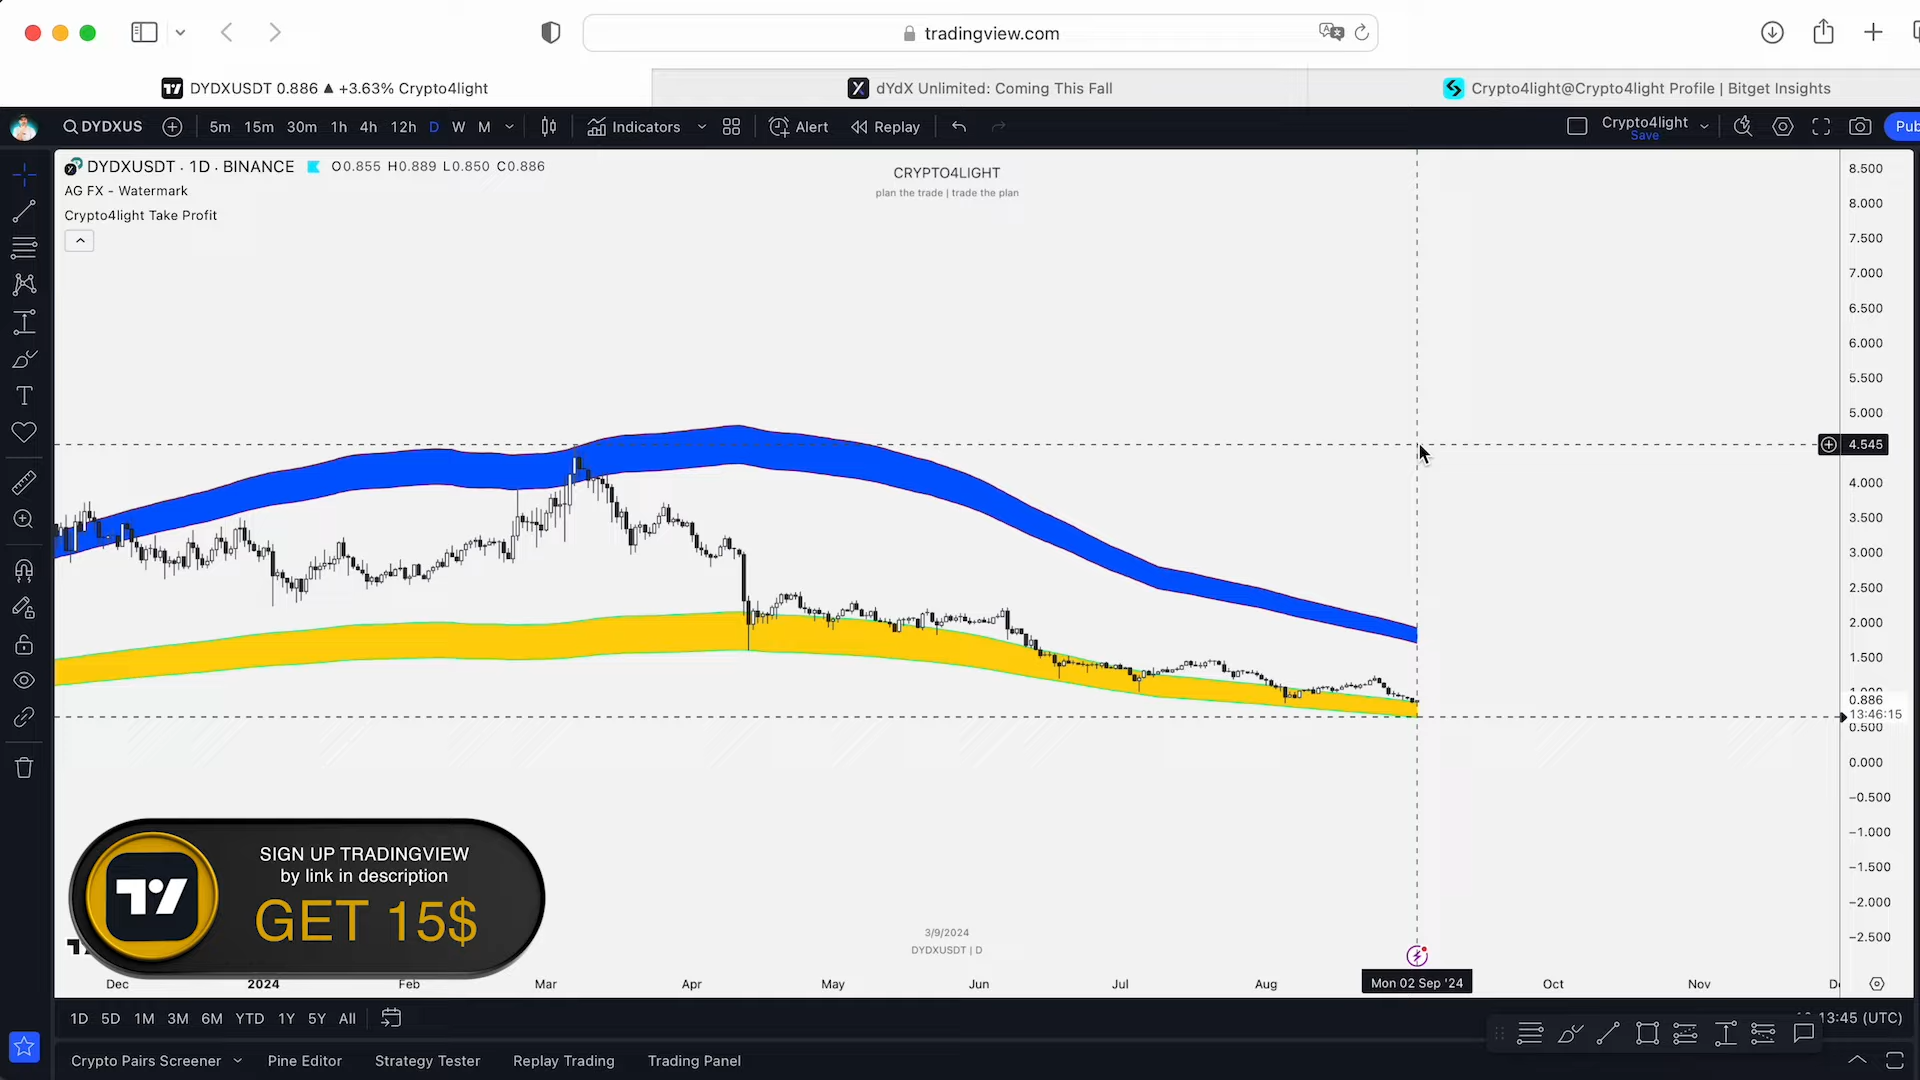 tradingview.com
DYDXUSDT 0.886 ▲ +3.63% Crypto4light
dYdX Unlimited: Coming This Fall
Crypto4light@Crypto4light Profile | Bitget Insights
DYDXUS 5m 15m 30m 1h 4h 12h D W M Indicators Alert Replay Crypto4light
Save
DYDXUSDT · 1D · BINANCE O0.855 H0.889 L0.850 C0.886
AG FX - Watermark
Crypto4light Take Profit
CRYPTO4LIGHT
plan the trade | trade the plan
8.500
8.000
7.500
7.000
6.500
6.000
5.500
5.000
4.545
4.000
3.500
3.000
2.500
2.000
1.500
0.886
13:46:15
0.500
0.000
−0.500
−1.000
−1.500
−2.000
−2.500
SIGN UP TRADINGVIEW
by link in description
GET 15$
3/9/2024
DYDXUSDT | D
Dec 2024 Feb Mar Apr May Jun Jul Aug Mon 02 Sep '24 Oct Nov
1D 5D 1M 3M 6M YTD 1Y 5Y All 13:45 (UTC)
Crypto Pairs Screener Pine Editor Strategy Tester Replay Trading Trading Panel